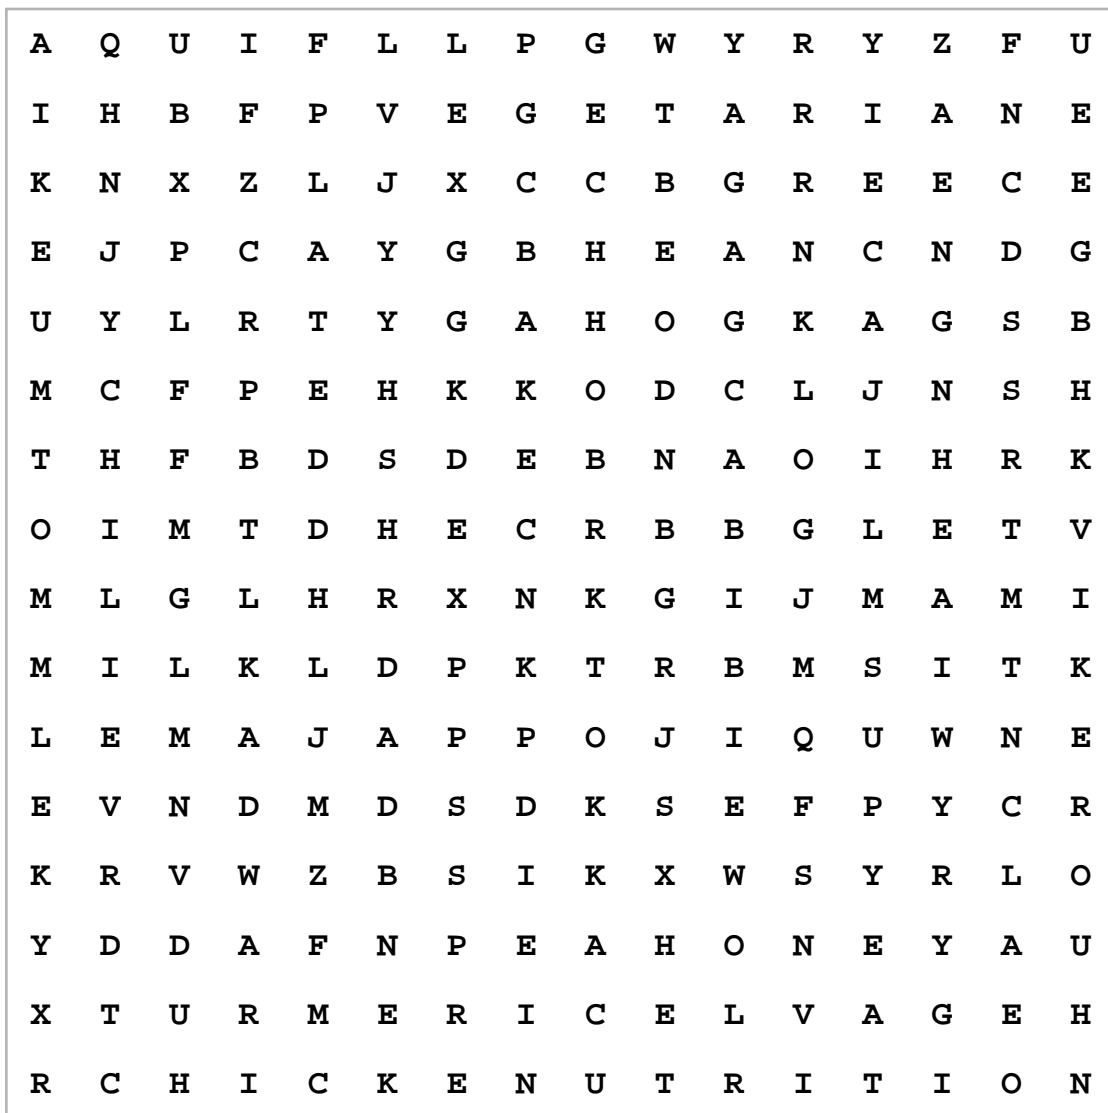 A Q U I F L L P G W Y R Y Z F U
I H B F P V E G E T A R I A N E
K N X Z L J X C C B G R E E C E
E J P C A Y G B H E A N C N D G
U Y L R T Y G A H O G K A G S B
M C F P E H K K O D C L J N S H
T H F B D S D E B N A O I H R K
O I M T D H E C R B B G L E T V
M L G L H R X N K G I J M A M I
M I L K L D P K T R B M S I T K
L E M A J A P P O J I Q U W N E
E V N D M D S D K S E F P Y C R
K R V W Z B S I K X W S Y R L O
Y D D A F N P E A H O N E Y A U
X T U R M E R I C E L V A G E H
R C H I C K E N U T R I T I O N